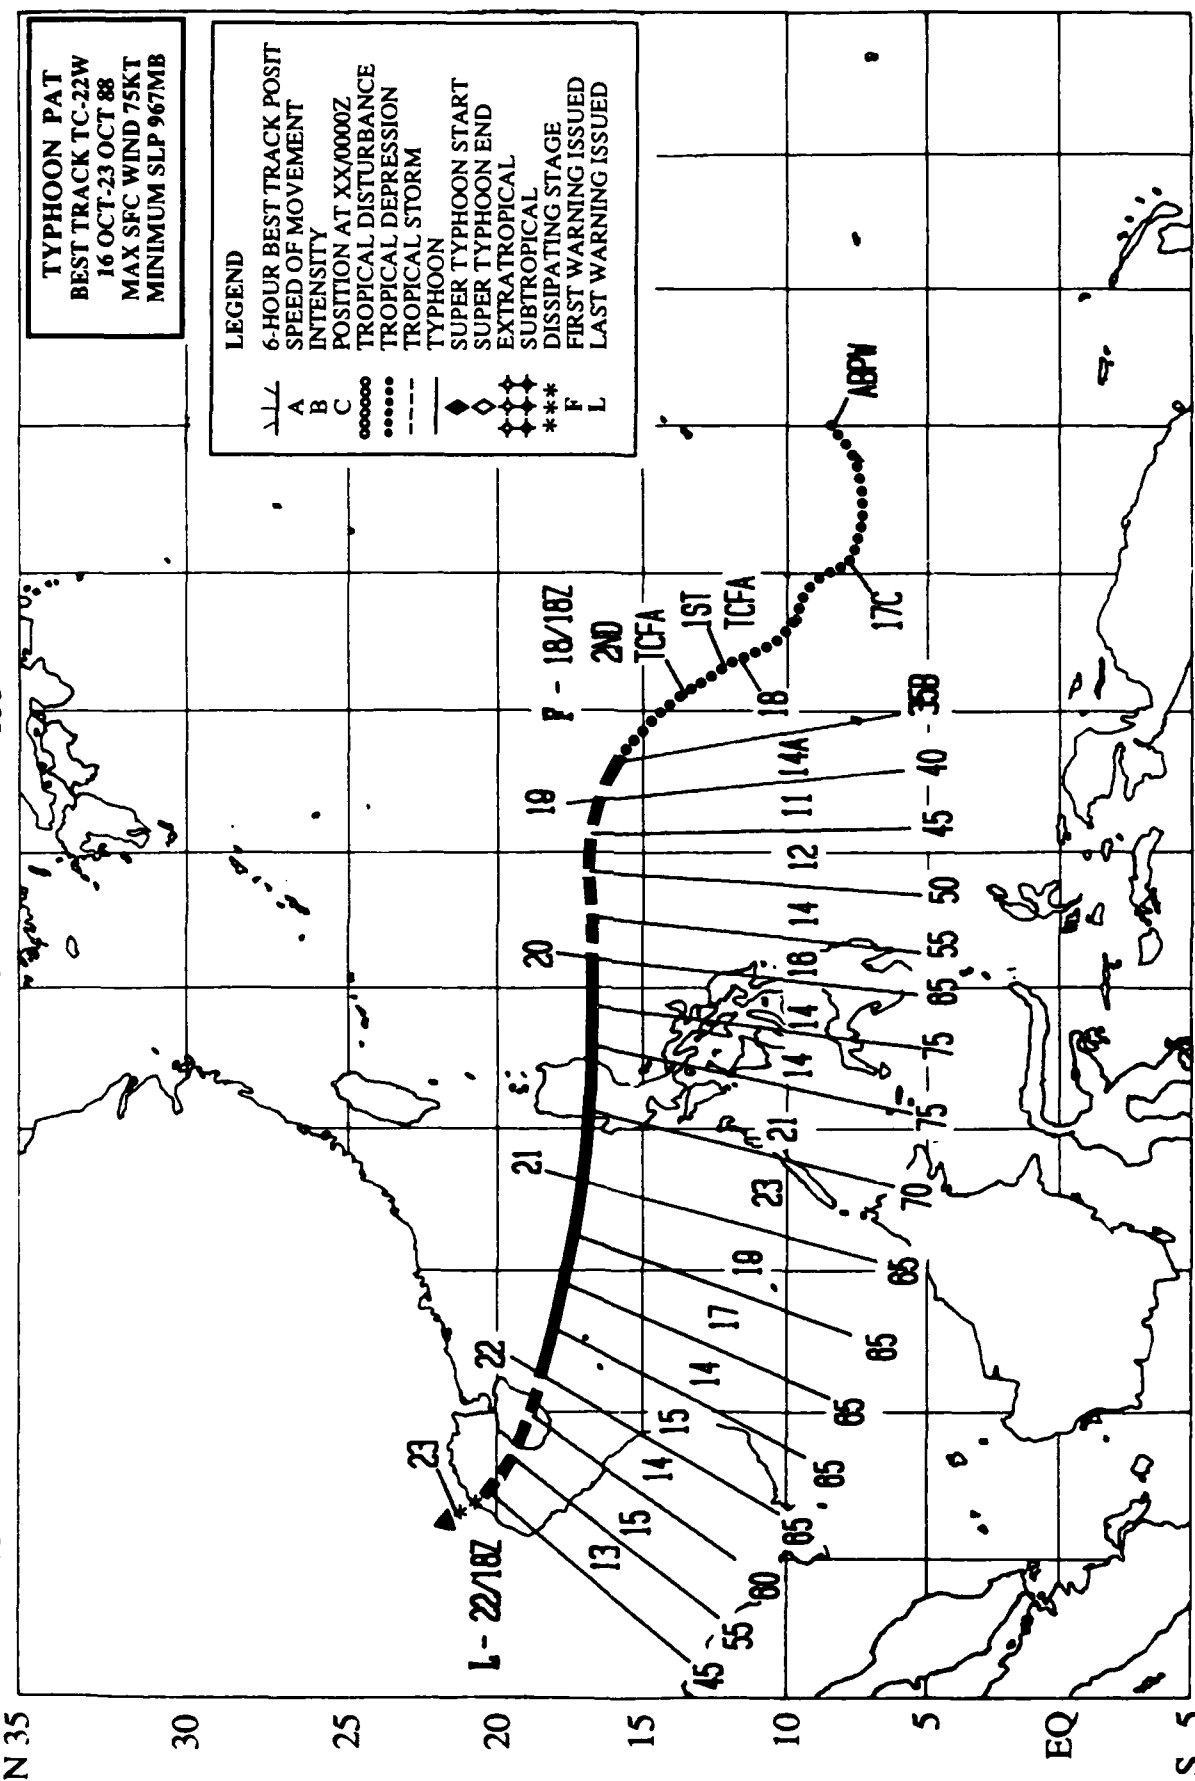 TYPHOON PAT
BEST TRACK TC-22W
16 OCT-23 OCT 88
MAX SFC WIND 75KT
MINIMUM SLP 967MB
LEGEND
6-HOUR BEST TRACK POSIT
A SPEED OF MOVEMENT
B INTENSITY
C POSITION AT XX/0000Z
TROPICAL DISTURBANCE
TROPICAL DEPRESSION
TROPICAL STORM
TYPHOON
SUPER TYPHOON START
SUPER TYPHOON END
EXTRATROPICAL
SUBTROPICAL
*** DISSIPATING STAGE
F FIRST WARNING ISSUED
L LAST WARNING ISSUED
N 35
30
25
20
15
10
5
EQ
5
S
L - 22/18Z
23
22
21
20
19
F - 18/18Z
2ND
TCFA
1ST
TCFA
18
17C
ABPW
13
15
14
15
14
17
19
23
21
14
14
18
14
12
11
14A
45
55
60
65
65
65
65
65
70
75
75
65
55
50
45
40
35B